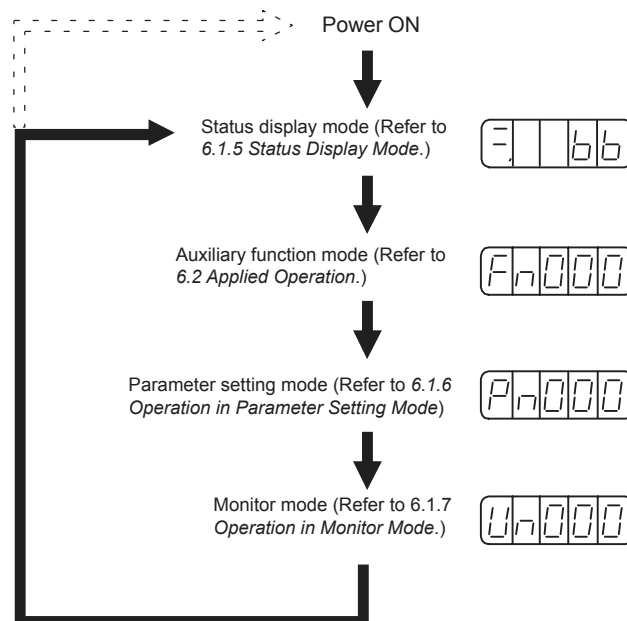 Power ON
Status display mode (Refer to
6.1.5 Status Display Mode.)
bb
Auxiliary function mode (Refer to
6.2 Applied Operation.)
Fn000
Parameter setting mode (Refer to 6.1.6
Operation in Parameter Setting Mode)
Pn000
Monitor mode (Refer to 6.1.7
Operation in Monitor Mode.)
Un000